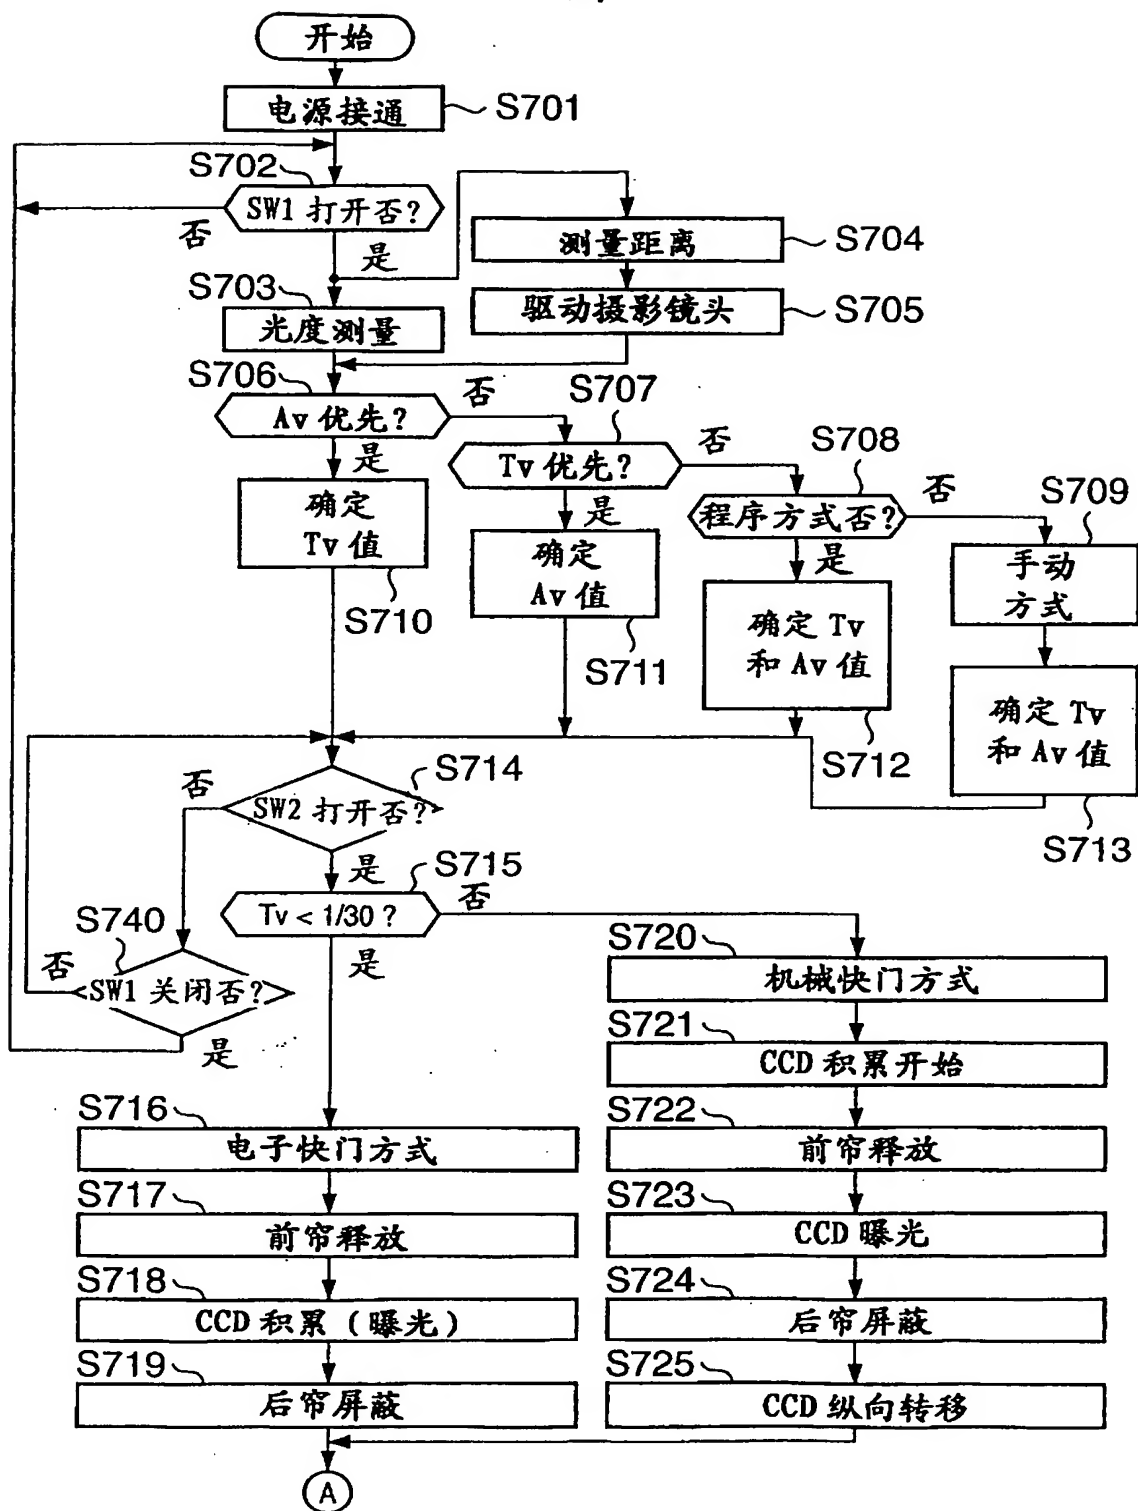 开始
电源接通
S701
S702
SW1 打开否?
否
是
S703
光度测量
测量距离
S704
驱动摄影镜头
S705
S706
Av 优先?
否
是
S707
Tv 优先?
否
是
S708
程序方式否?
否
是
S709
手动
方式
确定
Tv 值
S710
确定
Av 值
S711
确定 Tv
和 Av 值
S712
确定 Tv
和 Av 值
S713
S714
SW2 打开否?
否
是
S715
Tv < 1/30 ?
否
是
S740
SW1 关闭否?
否
是
S716
电子快门方式
S717
前帘释放
S718
CCD 积累 (曝光)
S719
后帘屏蔽
S720
机械快门方式
S721
CCD 积累开始
S722
前帘释放
S723
CCD 曝光
S724
后帘屏蔽
S725
CCD 纵向转移
A